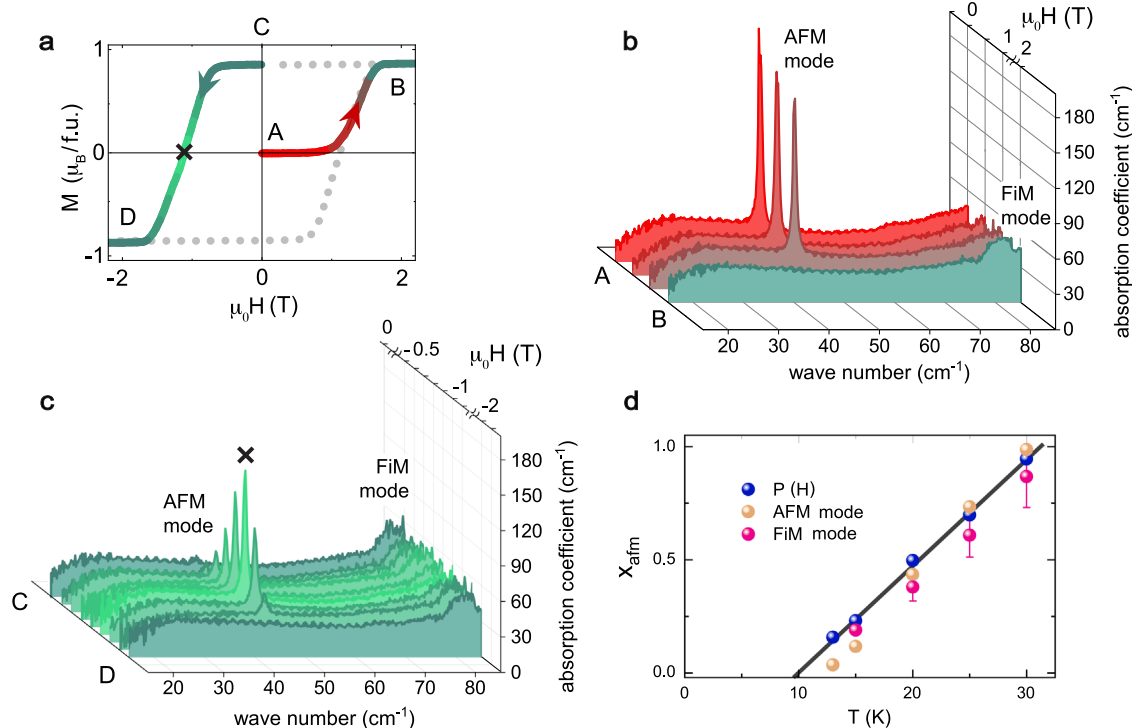 a
C
M (μB/f.u.)
1
0
-1
A
B
D
-2
0
2
μ0H (T)
b
AFM
mode
FiM
mode
0
1
2
μ0H (T)
180
150
120
90
60
30
0
absorption coefficient (cm-1)
A
B
20
30
40
50
60
70
80
wave number (cm-1)
c
0
-0.5
-1
-2
μ0H (T)
AFM
mode
FiM
mode
180
150
120
90
60
30
0
absorption coefficient (cm-1)
C
D
20
30
40
50
60
70
80
wave number (cm-1)
d
xafm
1.0
0.5
0.0
P (H)
AFM mode
FiM mode
0
10
20
30
T (K)